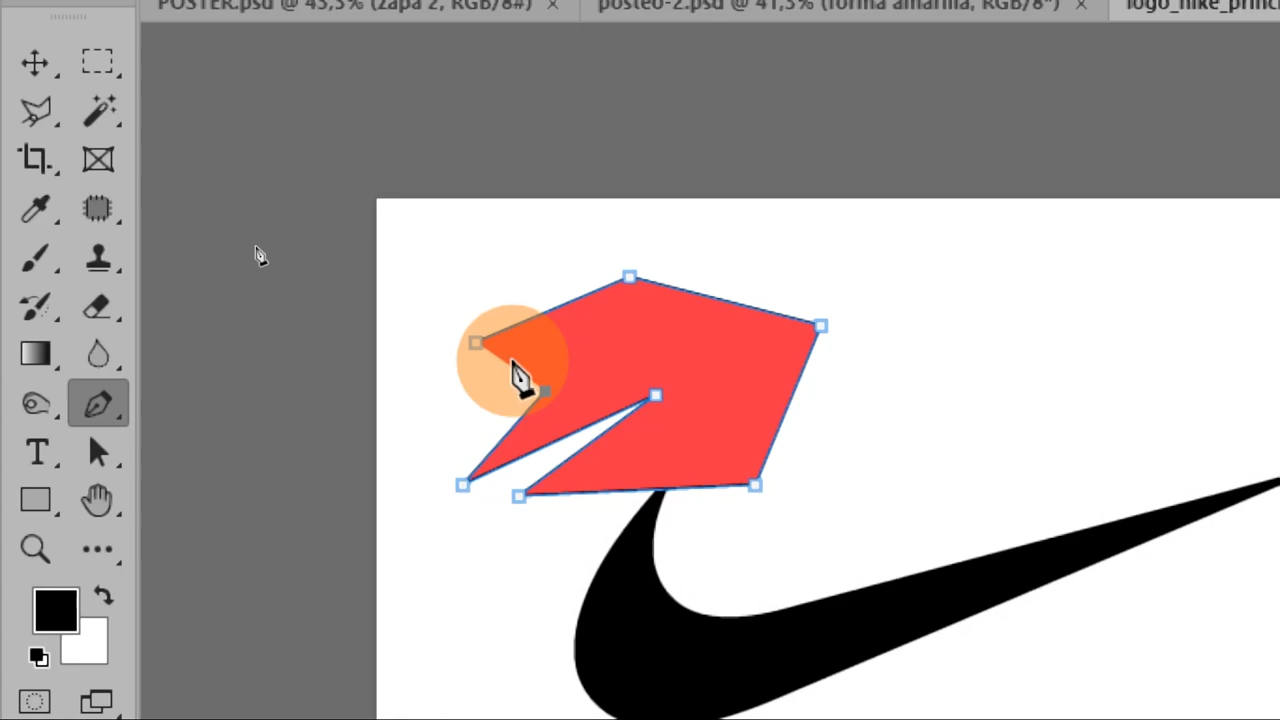 POSTER.psd @ 43,3% (zapa 2, RGB/8#) ×
posteo-2.psd @ 41,3% (forma amarilla, RGB/8*) ×
logo_nike_princ
T